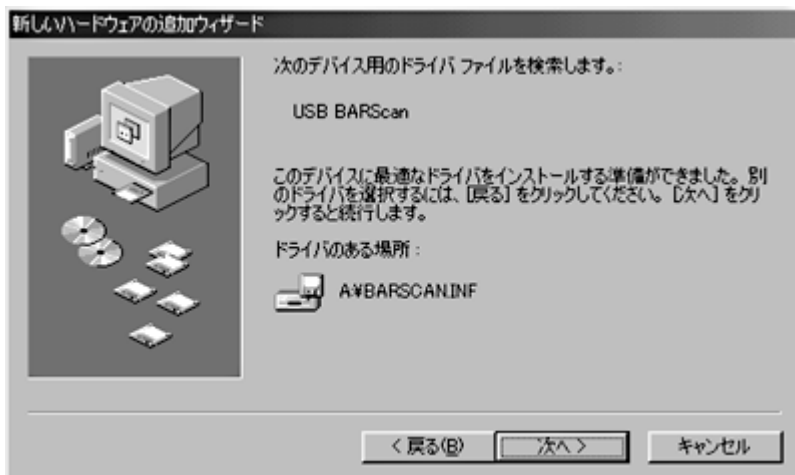 新しいハードウェアの追加ウィザード
次のデバイス用のドライバ ファイルを検索します。:
USB BARScan
このデバイスに最適なドライバをインストールする準備ができました。別
のドライバを選択するには、[戻る] をクリックしてください。[次へ] をクリ
ックすると続行します。
ドライバのある場所 :
A¥BARSCAN.INF
< 戻る(B)
次へ >
キャンセル